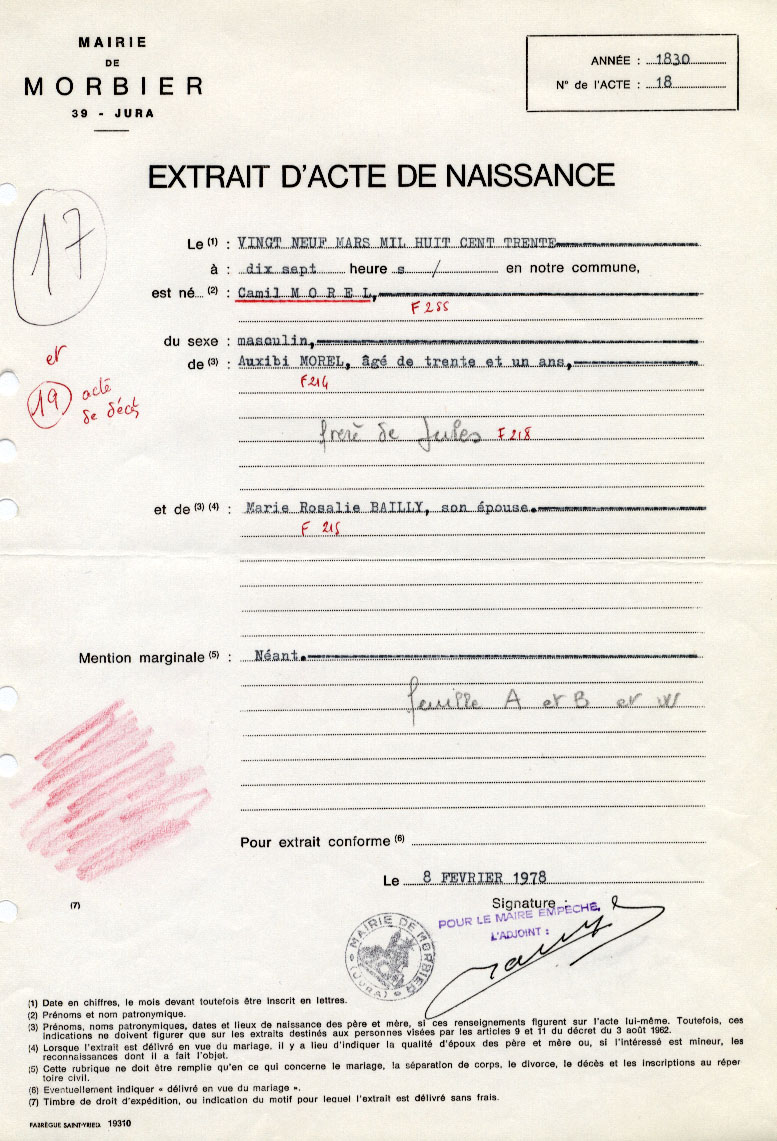 MAIRIE
DE
MORBIER
39 - JURA
ANNÉE : 1830
N° de l'ACTE : 18
EXTRAIT D'ACTE DE NAISSANCE
17
Le (1) : VINGT NEUF MARS MIL HUIT CENT TRENTE
à : dix sept heure s / en notre commune,
est né... (2) : Camil M O R E L,
F 255
du sexe : masculin,
de (3) : Auxibi MOREL, âgé de trente et un ans,
F214
et
19 acte
de décès
frere de Jules F 218
et de (3) (4) : Marie Rosalie BAILLY, son épouse.
F 215
Mention marginale (5) : Néant.
feuille A et B et
Pour extrait conforme (6)
Le 8 FEVRIER 1978
(7)
Signature :
POUR LE MAIRE EMPECHE,
L'ADJOINT :
MAIRIE DE MORBIER
(JURA)
(1) Date en chiffres, le mois devant toutefois être inscrit en lettres.
(2) Prénoms et nom patronymique.
(3) Prénoms, noms patronymiques, dates et lieux de naissance des père et mère, si ces renseignements figurent sur l'acte lui-même. Toutefois, ces
indications ne doivent figurer que sur les extraits destinés aux personnes visées par les articles 9 et 11 du décret du 3 août 1962.
(4) Lorsque l'extrait est délivré en vue du mariage, il y a lieu d'indiquer la qualité d'époux des père et mère ou, si l'intéressé est mineur, les
reconnaissances dont il a fait l'objet.
(5) Cette rubrique ne doit être remplie qu'en ce qui concerne le mariage, la séparation de corps, le divorce, le décès et les inscriptions au réper
toire civil.
(6) Eventuellement indiquer « délivré en vue du mariage ».
(7) Timbre de droit d'expédition, ou indication du motif pour lequel l'extrait est délivré sans frais.
FABRÈGUE SAINT-YRIEIX 19310